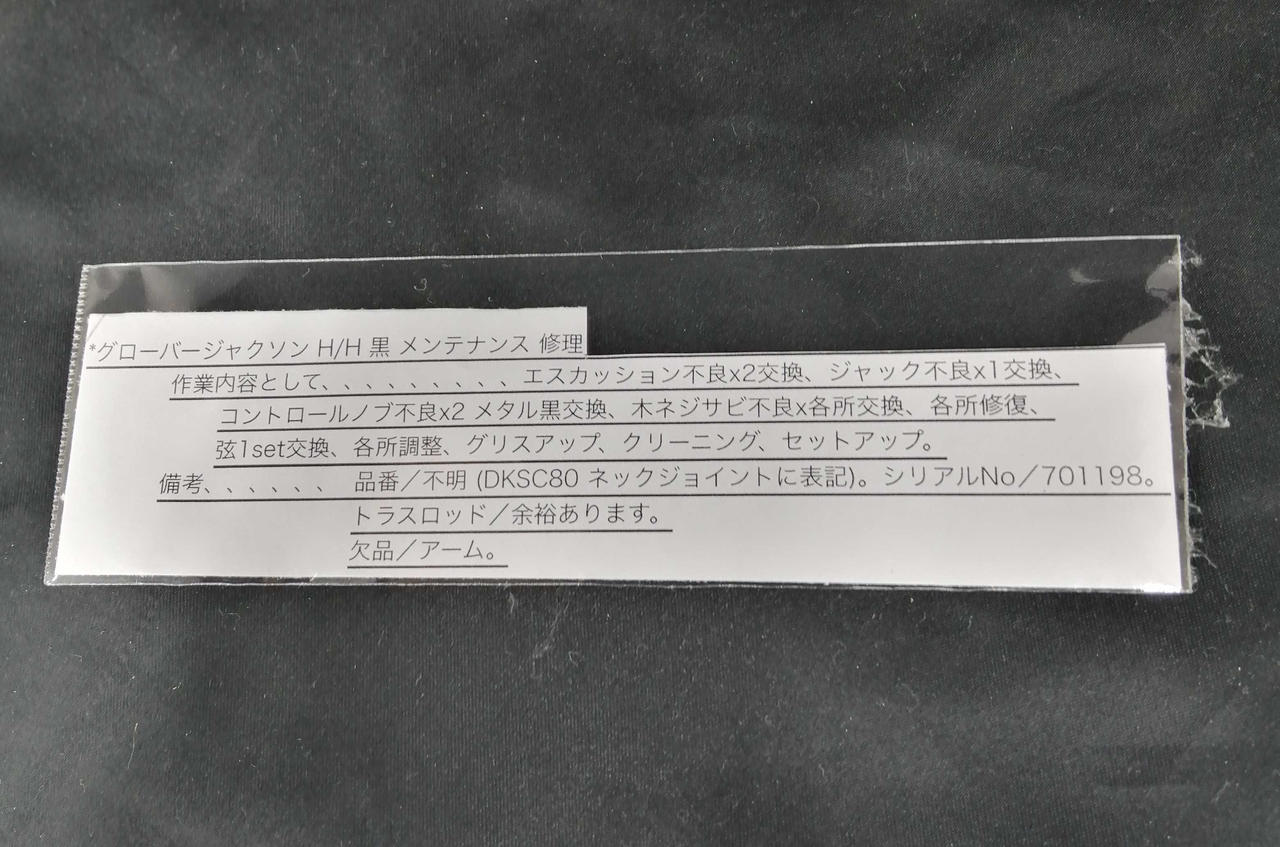 *グローバージャクソン H/H 黒 メンテナンス 修理
作業内容として、、、、、、、、、、エスカッション不良x2交換、ジャック不良x1交換、
コントロールノブ不良x2 メタル黒交換、木ネジサビ不良x各所交換、各所修復、
弦1set交換、各所調整、グリスアップ、クリーニング、セットアップ。
備考、、、、、、 品番／不明 (DKSC80 ネックジョイントに表記)。シリアルNo／701198。
トラスロッド／余裕あります。
欠品／アーム。